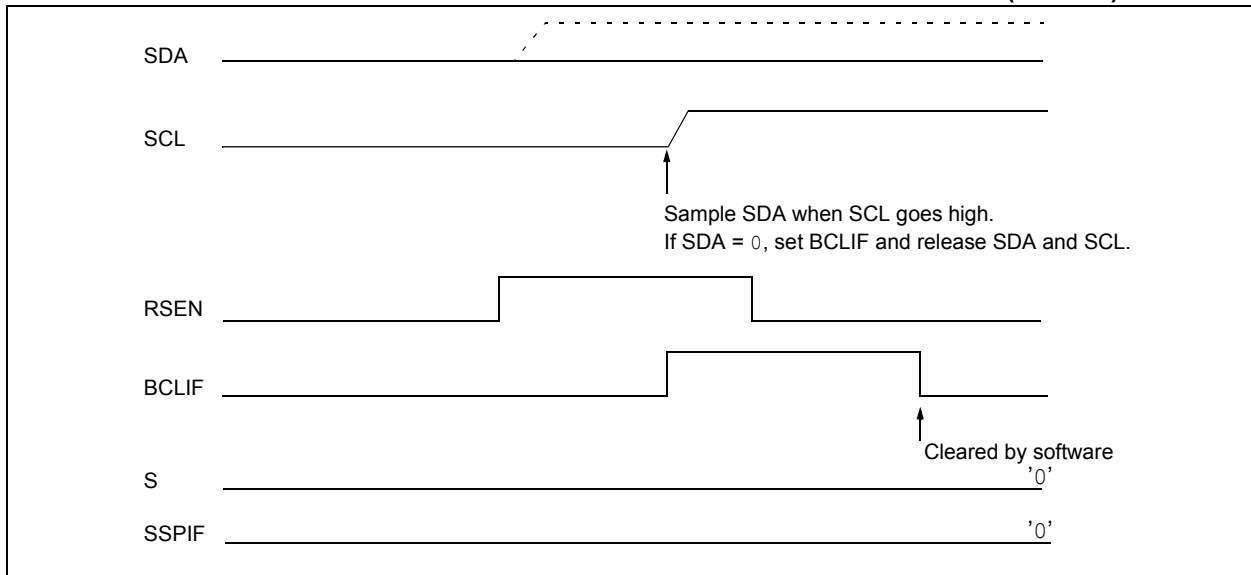 SDA
SCL
Sample SDA when SCL goes high.
If SDA = 0, set BCLIF and release SDA and SCL.
RSEN
BCLIF
Cleared by software
S
'0'
SSPIF
'0'